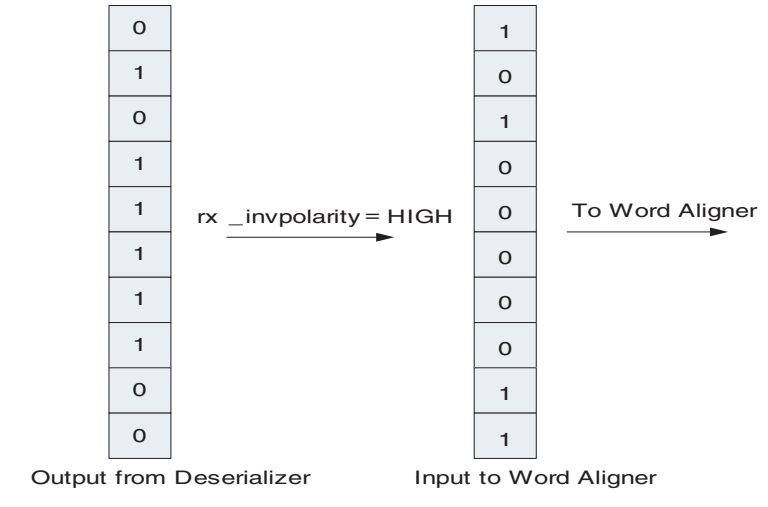 0 1
1 0
0 1
1 0
1 0
rx _invpolarity = HIGH
To Word Aligner
1 0
1 0
1 0
0 1
0 1
Output from Deserializer
Input to Word Aligner